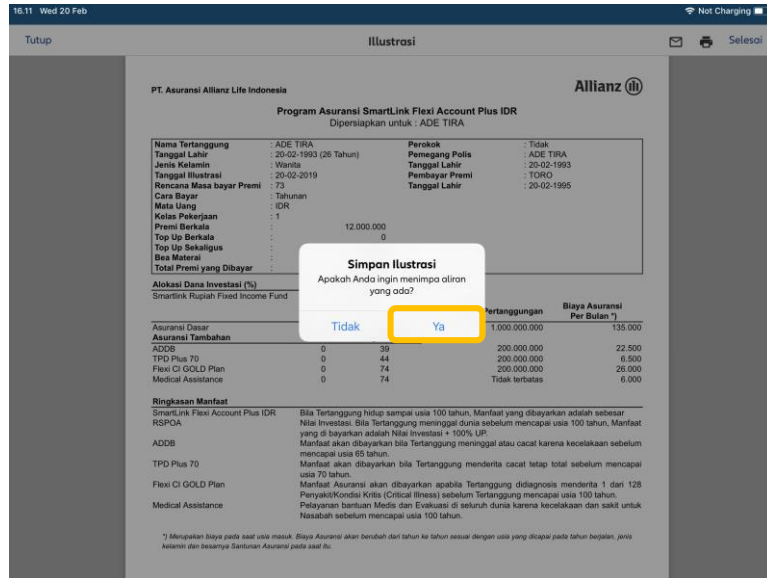 16.11 Wed 20 Feb
Not Charging
Tutup
Illustrasi
Selesai
PT. Asuransi Allianz Life Indonesia
Allianz
Program Asuransi SmartLink Flexi Account Plus IDR
Dipersiapkan untuk : ADE TIRA
Nama Tertanggung : ADE TIRA Perokok : Tidak
Tanggal Lahir : 20-02-1993 (26 Tahun) Pemegang Polis : ADE TIRA
Jenis Kelamin : Wanita Tanggal Lahir : 20-02-1993
Tanggal Illustrasi : 20-02-2019 Pembayar Premi : TORO
Rencana Masa bayar Premi : 73 Tanggal Lahir : 20-02-1995
Cara Bayar : Tahunan
Mata Uang : IDR
Kelas Pekerjaan : 1
Premi Berkala : 12.000.000
Top Up Berkala : 0
Top Up Sekaligus :
Bea Materai :
Total Premi yang Dibayar :
Simpan Ilustrasi
Apakah Anda ingin menimpa aliran
yang ada?
Tidak Ya
Alokasi Dana Investasi (%)
Smartlink Rupiah Fixed Income Fund
Pertanggungan Biaya Asuransi
Per Bulan *)
Asuransi Dasar 1.000.000.000 135.000
Asuransi Tambahan
ADDB 0 39 200.000.000 22.500
TPD Plus 70 0 44 200.000.000 6.500
Flexi CI GOLD Plan 0 74 200.000.000 26.000
Medical Assistance 0 74 Tidak terbatas 6.000
Ringkasan Manfaat
SmartLink Flexi Account Plus IDR Bila Tertanggung hidup sampai usia 100 tahun, Manfaat yang dibayarkan adalah sebesar
RSPOA Nilai Investasi. Bila Tertanggung meninggal dunia sebelum mencapai usia 100 tahun, Manfaat
yang di bayarkan adalah Nilai Investasi + 100% UP.
ADDB Manfaat akan dibayarkan bila Tertanggung meninggal atau cacat karena kecelakaan sebelum
mencapai usia 65 tahun.
TPD Plus 70 Manfaat akan dibayarkan bila Tertanggung menderita cacat tetap total sebelum mencapai
usia 70 tahun.
Flexi CI GOLD Plan Manfaat Asuransi akan dibayarkan apabila Tertanggung didiagnosis menderita 1 dari 128
Penyakit/Kondisi Kritis (Critical Illness) sebelum Tertanggung mencapai usia 100 tahun.
Medical Assistance Pelayanan bantuan Medis dan Evakuasi di seluruh dunia karena kecelakaan dan sakit untuk
Nasabah sebelum mencapai usia 100 tahun.
*) Merupakan biaya pada saat usia masuk. Biaya Asuransi akan berubah dari tahun ke tahun sesuai dengan usia yang dicapai pada tahun berjalan, jenis
kelamin dan besarnya Santunan Asuransi pada saat itu.